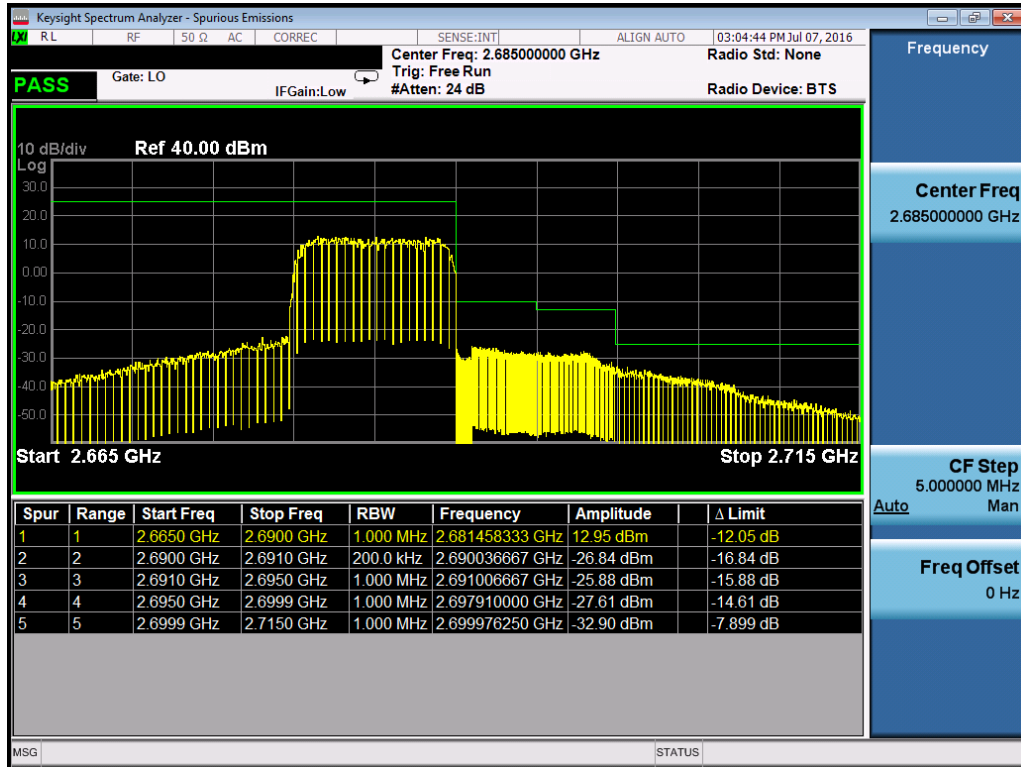 Keysight Spectrum Analyzer - Spurious Emissions
LXI RL RF 50 Ω AC CORREC SENSE:INT ALIGN AUTO 03:04:44 PM Jul 07, 2016
Center Freq: 2.685000000 GHz Radio Std: None
Gate: LO Trig: Free Run
PASS IFGain:Low #Atten: 24 dB Radio Device: BTS
10 dB/div Ref 40.00 dBm
Log
30.0
20.0
10.0
0.00
-10.0
-20.0
-30.0
-40.0
-50.0
Start 2.665 GHz Stop 2.715 GHz
Spur Range Start Freq Stop Freq RBW Frequency Amplitude Δ Limit
1 1 2.6650 GHz 2.6900 GHz 1.000 MHz 2.681458333 GHz 12.95 dBm -12.05 dB
2 2 2.6900 GHz 2.6910 GHz 200.0 kHz 2.690036667 GHz -26.84 dBm -16.84 dB
3 3 2.6910 GHz 2.6950 GHz 1.000 MHz 2.691006667 GHz -25.88 dBm -15.88 dB
4 4 2.6950 GHz 2.6999 GHz 1.000 MHz 2.697910000 GHz -27.61 dBm -14.61 dB
5 5 2.6999 GHz 2.7150 GHz 1.000 MHz 2.699976250 GHz -32.90 dBm -7.899 dB
MSG STATUS
Frequency
Center Freq
2.685000000 GHz
CF Step
5.000000 MHz
Auto Man
Freq Offset
0 Hz